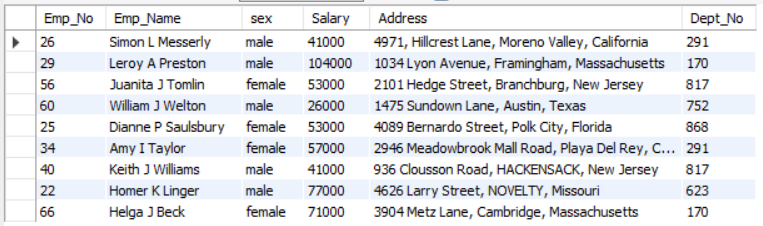 Emp_No Emp_Name sex Salary Address Dept_No
26 Simon L Messerly male 41000 4971, Hillcrest Lane, Moreno Valley, California 291
29 Leroy A Preston male 104000 1034 Lyon Avenue, Framingham, Massachusetts 170
56 Juanita J Tomlin female 53000 2101 Hedge Street, Branchburg, New Jersey 817
60 William J Welton male 26000 1475 Sundown Lane, Austin, Texas 752
25 Dianne P Saulsbury female 53000 4089 Bernardo Street, Polk City, Florida 868
34 Amy I Taylor female 57000 2946 Meadowbrook Mall Road, Playa Del Rey, C... 291
40 Keith J Williams male 41000 936 Clousson Road, HACKENSACK, New Jersey 817
22 Homer K Linger male 77000 4626 Larry Street, NOVELTY, Missouri 623
66 Helga J Beck female 71000 3904 Metz Lane, Cambridge, Massachusetts 170